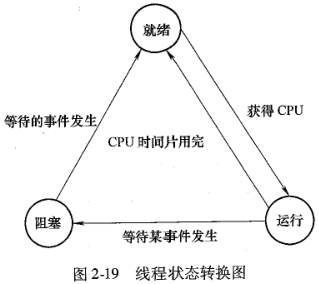 就绪
等待的事件发生
获得 CPU
CPU 时间片用完
阻塞
运行
等待某事件发生
图 2-19 线程状态转换图